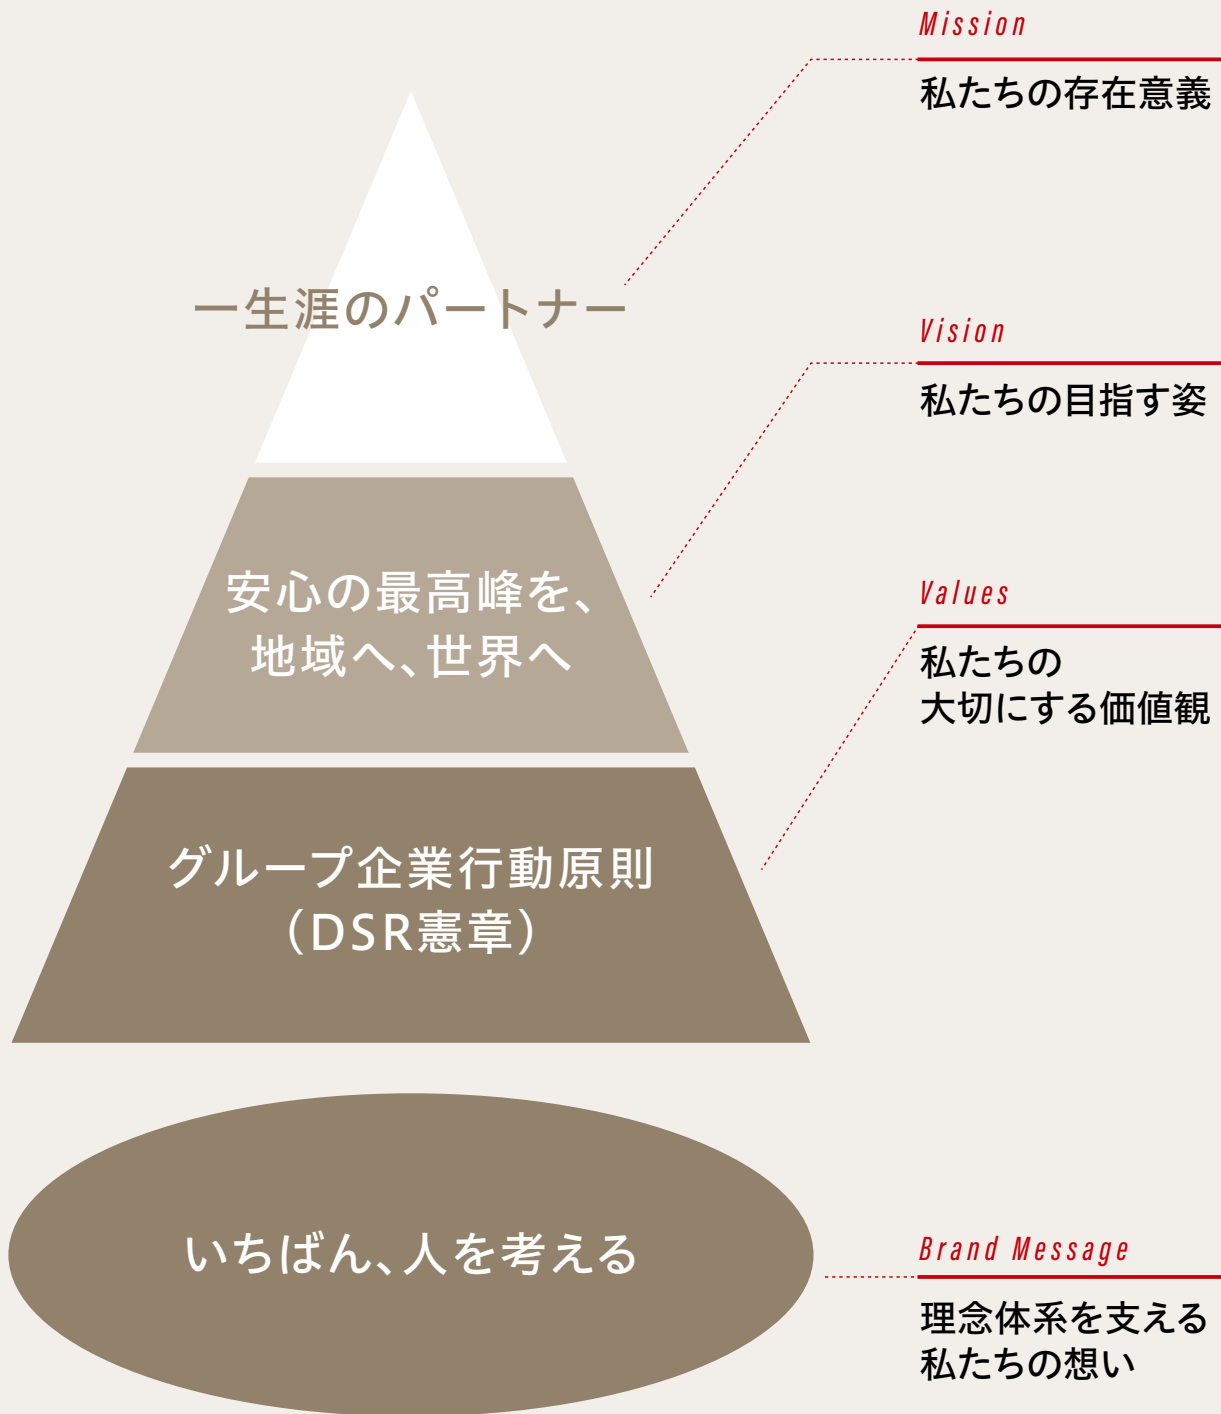 Mission
私たちの存在意義
一生涯のパートナー
Vision
私たちの目指す姿
安心の最高峰を、
地域へ、世界へ
Values
私たちの
大切にする価値観
グループ企業行動原則
（DSR憲章）
いちばん、人を考える
Brand Message
理念体系を支える
私たちの想い